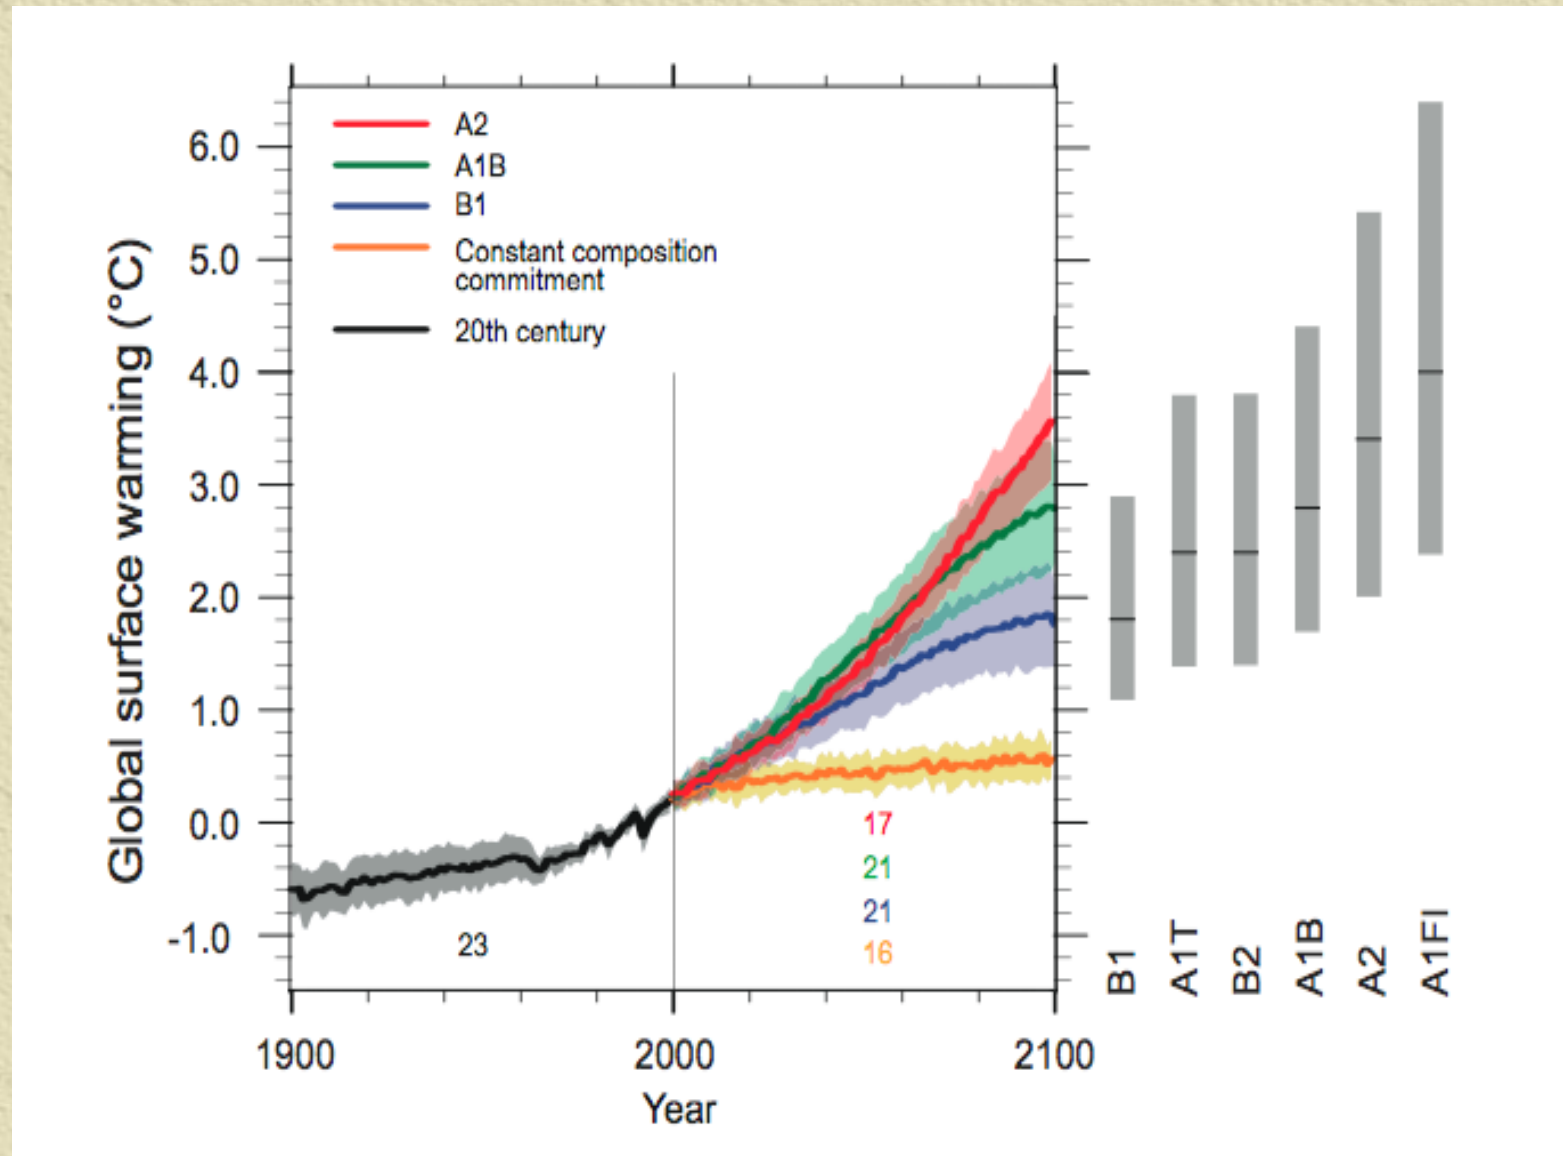 A2
A1B
B1
Constant composition
commitment
20th century
6.0
5.0
4.0
3.0
2.0
1.0
0.0
-1.0
Global surface warming (°C)
17
21
21
16
23
1900
2000
2100
Year
B1
A1T
B2
A1B
A2
A1FI